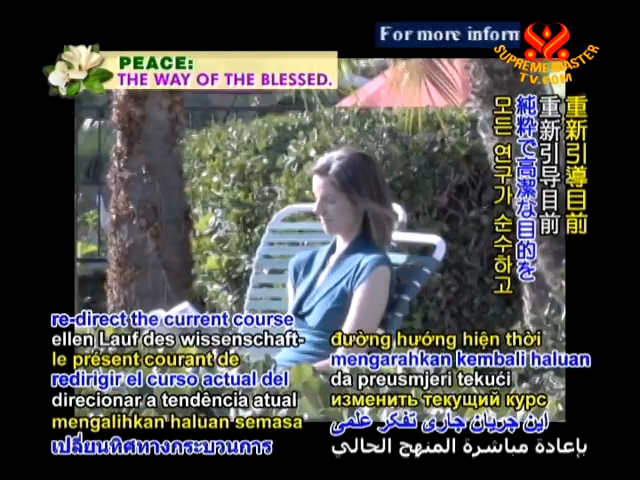 For more inform
SUPREME MASTER
TV.COM
PEACE:
THE WAY OF THE BLESSED.
重新引導目前
重新引导目前
純粋で高潔な目的を
모든 연구가 순수하고
re-direct the current course
ellen Lauf des wissenschaft-
le présent courant de
redirigir el curso actual del
direcionar a tendência atual
mengalihkan haluan semasa
เปลี่ยนทิศทางกระบวนการ
đường hướng hiện thời
mengarahkan kembali haluan
da preusmjeri tekući
изменить текущий курс
این جریان جاری تفکر علمی
بإعادة مباشرة المنهج الحالي